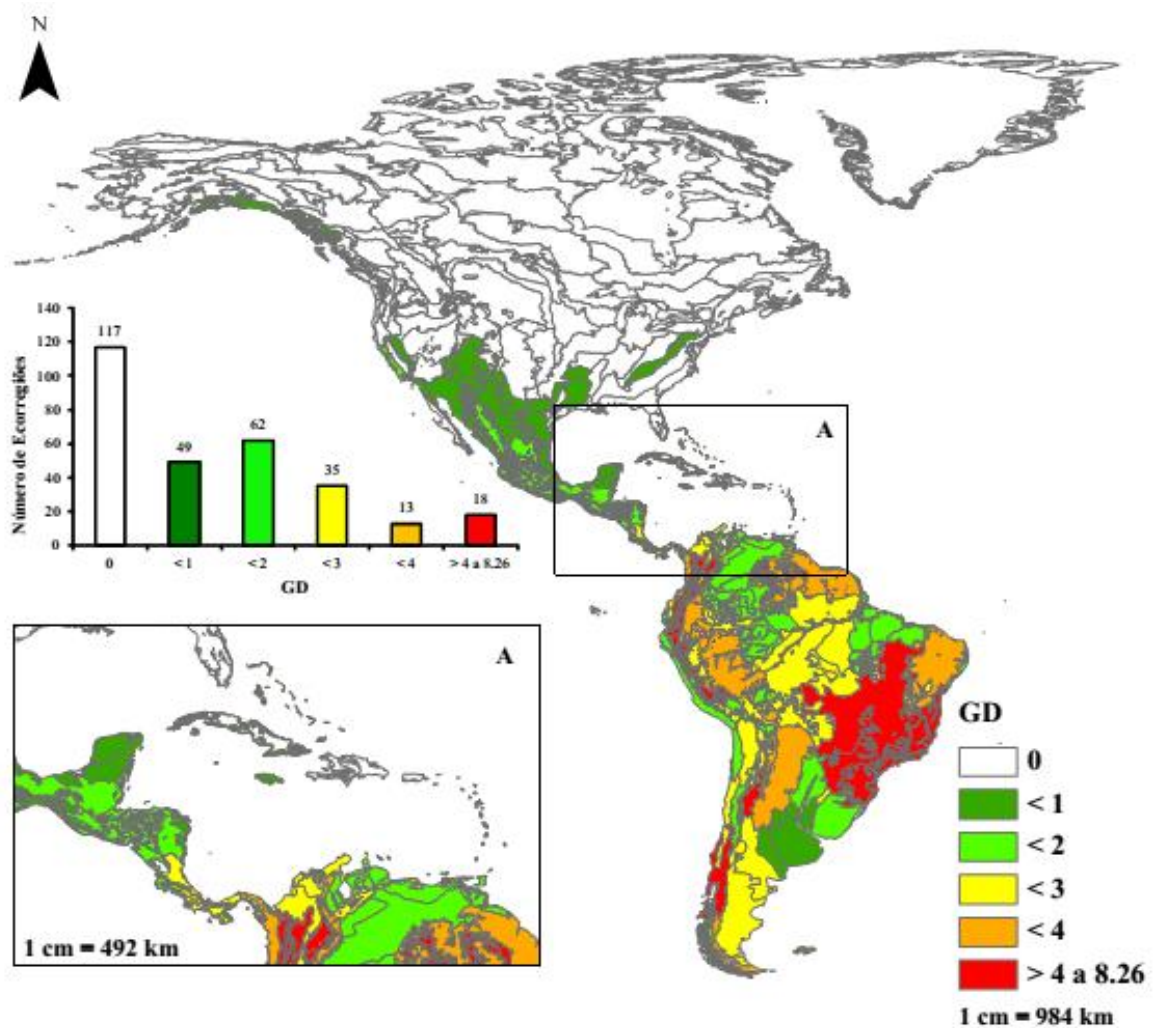 N
140
120
100
80
60
40
20
0
Número de Ecorregiões
117
49
62
35
13
18
0
< 1
< 2
< 3
< 4
> 4 a 8.26
GD
A
A
1 cm = 492 km
GD
0
< 1
< 2
< 3
< 4
> 4 a 8.26
1 cm = 984 km